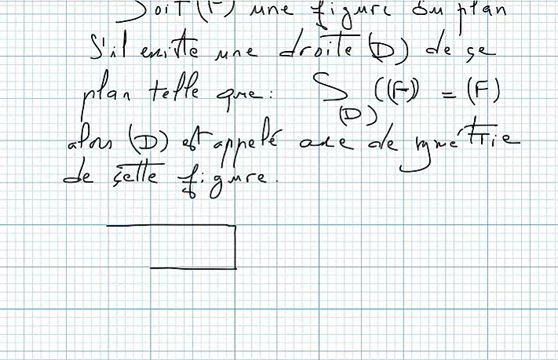 Soit (F) une figure du plan
S'il existe une droite (D) de se
plan telle que: S ((F)) = (F)
(D)
alors (D) est appelé axe de symétrie
de cette figure.